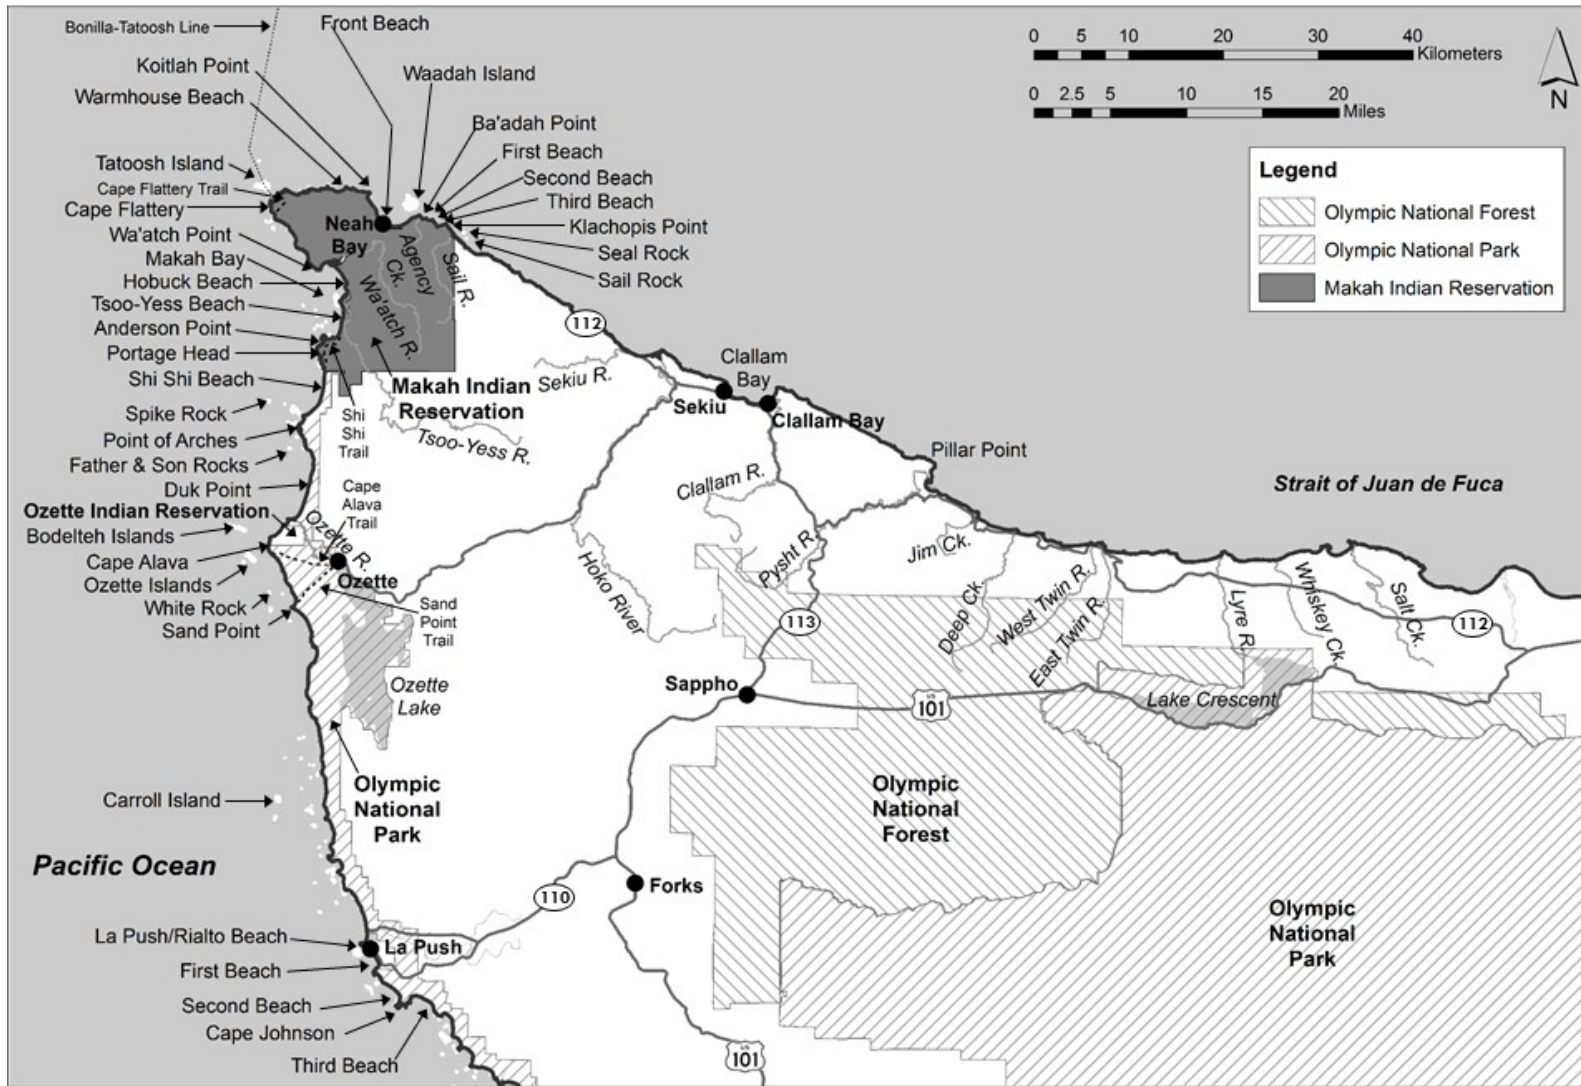 Bonilla-Tatoosh Line
Front Beach
Koitlah Point
Waadah Island
Warmhouse Beach
Ba'adah Point
First Beach
Tatoosh Island
Second Beach
Cape Flattery Trail
Third Beach
Cape Flattery
Klachopis Point
Neah
Bay
Wa'atch Point
Seal Rock
Makah Bay
Sail Rock
Hobuck Beach
Tsoo-Yess Beach
Anderson Point
Portage Head
Shi Shi Beach
Agency
Ck.
Sail R.
Wa'atch R.
0 5 10 20 30 40
Kilometers
0 2.5 5 10 15 20
Miles
N
Legend
Olympic National Forest
Olympic National Park
Makah Indian Reservation
112
Clallam
Bay
Makah Indian
Reservation
Sekiu R.
Sekiu
Clallam Bay
Spike Rock
Shi
Shi
Trail
Point of Arches
Tsoo-Yess R.
Father & Son Rocks
Pillar Point
Duk Point
Cape
Alava
Trail
Clallam R.
Strait of Juan de Fuca
Ozette Indian Reservation
Bodelteh Islands
Ozette R.
Cape Alava
Ozette
Ozette Islands
White Rock
Sand Point
Sand
Point
Trail
Hoko River
Pysht R.
Jim Ck.
Deep Ck.
West Twin R.
East Twin R.
Lyre R.
Whiskey Ck.
Salt Ck.
112
113
Sappho
US
101
Lake Crescent
Ozette
Lake
Olympic
National
Park
Olympic
National
Forest
Carroll Island
Pacific Ocean
110
Forks
Olympic
National
Park
La Push/Rialto Beach
La Push
First Beach
Second Beach
Cape Johnson
Third Beach
US
101